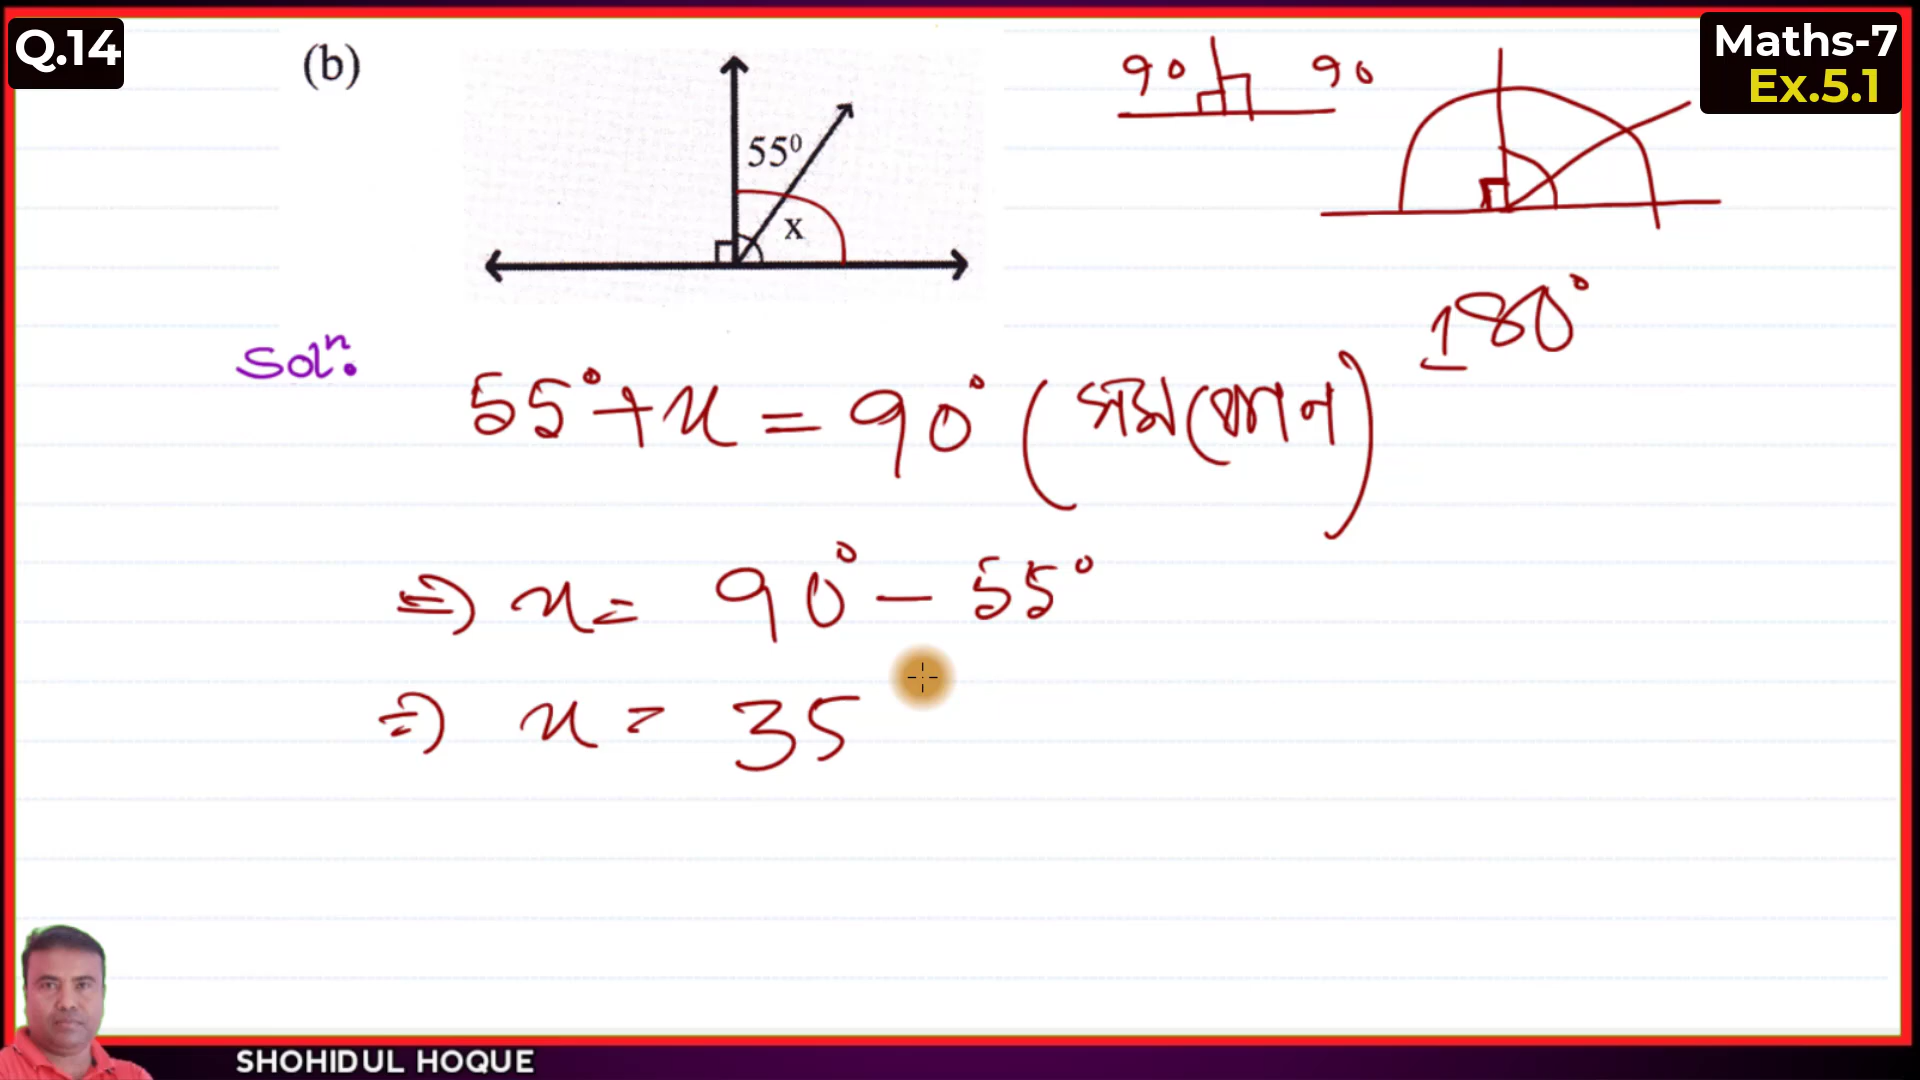 Q.14
(b)
Maths-7
Ex.5.1
90 90
55⁰
x
180°
Solⁿ.
55° + x = 90° (সমকোণ)
⇒ x = 90° − 55°
⇒ x = 35
SHOHIDUL HOQUE